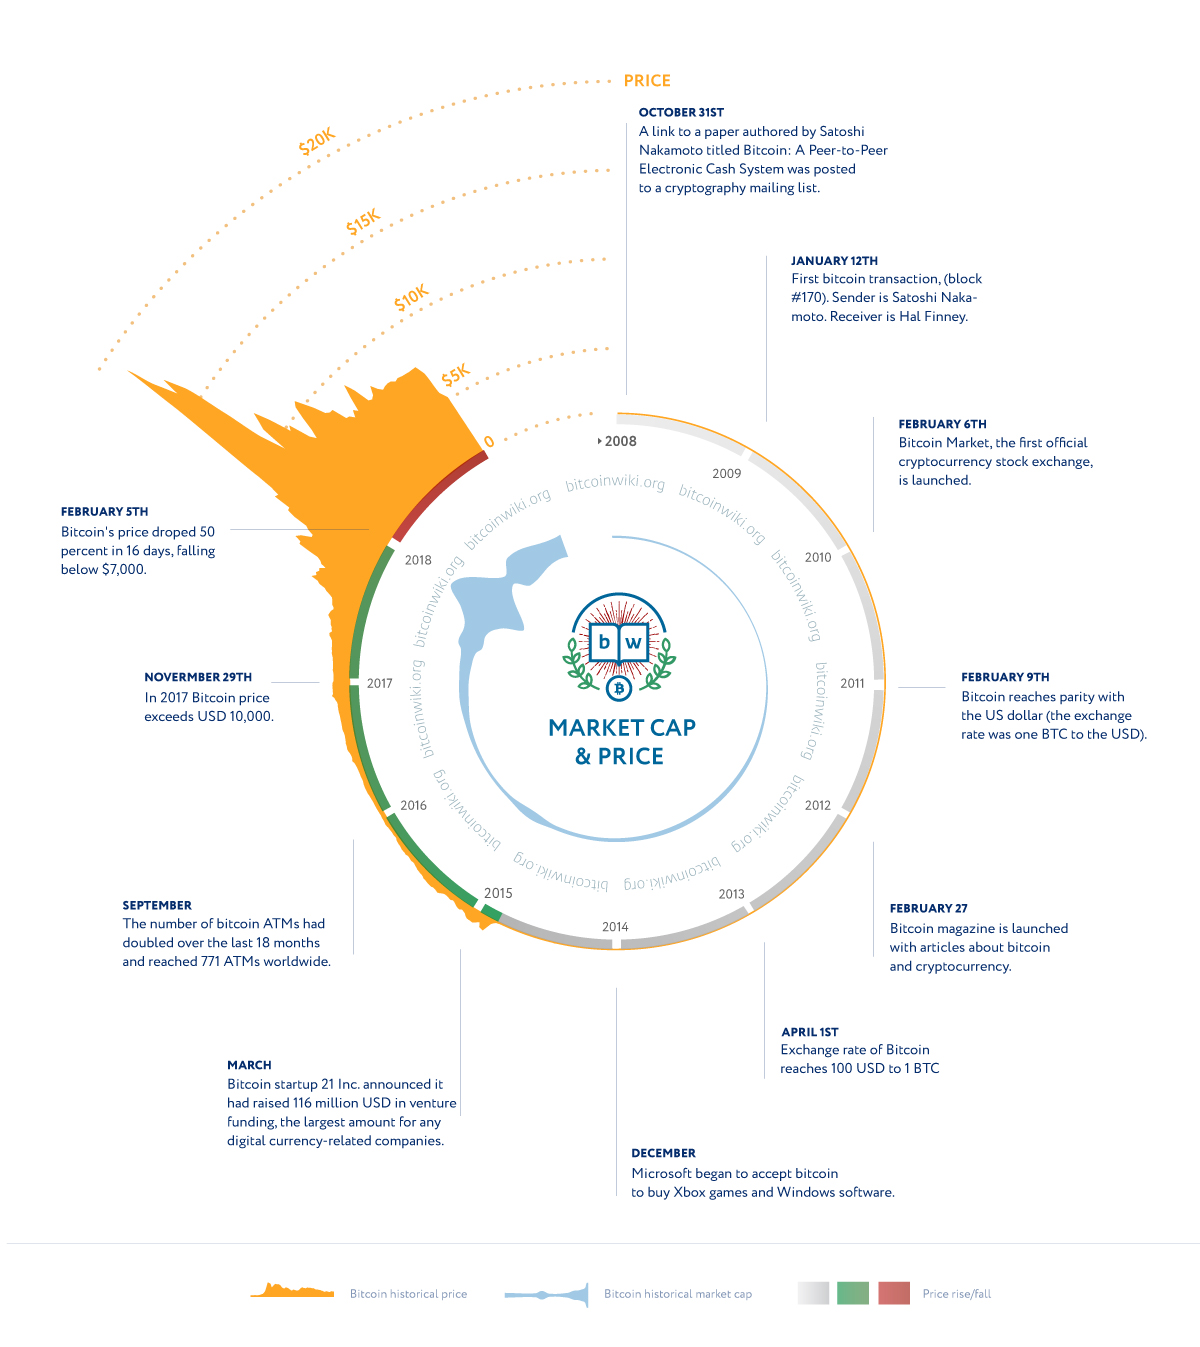 PRICE
$20K
$15K
$10K
$5K
0
OCTOBER 31ST
A link to a paper authored by Satoshi
Nakamoto titled Bitcoin: A Peer-to-Peer
Electronic Cash System was posted
to a cryptography mailing list.
JANUARY 12TH
First bitcoin transaction, (block
#170). Sender is Satoshi Naka-
moto. Receiver is Hal Finney.
FEBRUARY 6TH
Bitcoin Market, the first official
cryptocurrency stock exchange,
is launched.
FEBRUARY 9TH
Bitcoin reaches parity with
the US dollar (the exchange
rate was one BTC to the USD).
FEBRUARY 27
Bitcoin magazine is launched
with articles about bitcoin
and cryptocurrency.
APRIL 1ST
Exchange rate of Bitcoin
reaches 100 USD to 1 BTC
DECEMBER
Microsoft began to accept bitcoin
to buy Xbox games and Windows software.
MARCH
Bitcoin startup 21 Inc. announced it
had raised 116 million USD in venture
funding, the largest amount for any
digital currency-related companies.
SEPTEMBER
The number of bitcoin ATMs had
doubled over the last 18 months
and reached 771 ATMs worldwide.
NOVERMBER 29TH
In 2017 Bitcoin price
exceeds USD 10,000.
FEBRUARY 5TH
Bitcoin's price droped 50
percent in 16 days, falling
below $7,000.
2008
2009
2010
2011
2012
2013
2014
2015
2016
2017
2018
bitcoinwiki.org
bitcoinwiki.org
bitcoinwiki.org
bitcoinwiki.org
bitcoinwiki.org
bitcoinwiki.org
bitcoinwiki.org
bitcoinwiki.org
bitcoinwiki.org
bitcoinwiki.org
bitcoinwiki.org
b w
MARKET CAP
& PRICE
Bitcoin historical price
Bitcoin historical market cap
Price rise/fall